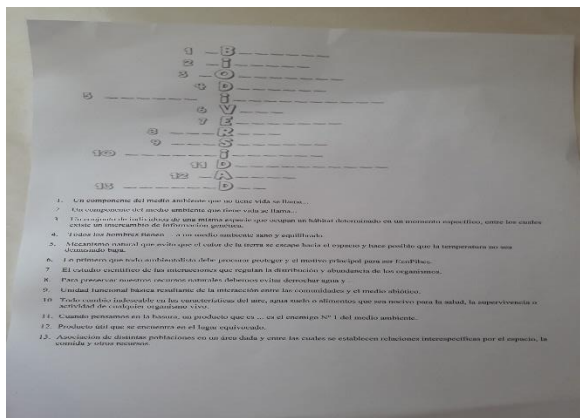 1 _ B _ _ _ _ _ _ _
2 _ i _ _ _ _
3 _ O _ _ _ _ _ _ _ _
4 D _ _ _ _ _ _ _
5 _ _ _ _ _ _ i _ _ _ _ _ _ _ _ _ _
6 V _ _ _
7 E _ _ _ _ _ _ _
8 _ _ _ R _ _ _
9 _ _ _ S _ _ _ _ _ _
10 _ _ _ _ _ _ i _ _ _ _ _
11 D _ _ _ _ _ _ _ _ _ _
12 _ _ A _ _ _
13 _ _ _ _ _ _ D _ _
1. Un componente del medio ambiente que no tiene vida se llama...
2 Un componente del medio ambiente que tiene vida se llama...
3 Un conjunto de individuos de una misma especie que ocupan un hábitat determinado en un momento específico, entre los cuales
existe un intercambio de información genética.
4. Todos los hombres tienen ... a un medio ambiente sano y equilibrado.
5. Mecanismo natural que evita que el calor de la tierra se escape hacia el espacio y hace posible que la temperatura no sea
demasiado baja.
6. Lo primero que todo ambientalista debe procurar proteger y el motivo principal para ser
7 El estudio científico de las interacciones que regulan la distribución y abundancia de los organismos.
8. Para preservar nuestros recursos naturales debemos evitar derrochar agua y
9. Unidad funcional básica resultante de la interacción entre las comunidades y el medio abiótico.
10. Todo cambio indeseable en las características del aire, agua suelo o alimentos que sea motivo para la salud, la supervivencia o
actividad de cualquier organismo vivo.
11. Cuando pensamos en la basura, un producto que es ... es el enemigo N° 1 del medio ambiente.
12. Producto útil que se encuentra en el lugar equivocado.
13. Asociación de distintas poblaciones en un área dada y entre las cuales se establecen relaciones interespecíficas por el espacio, la
comida y otros recursos.